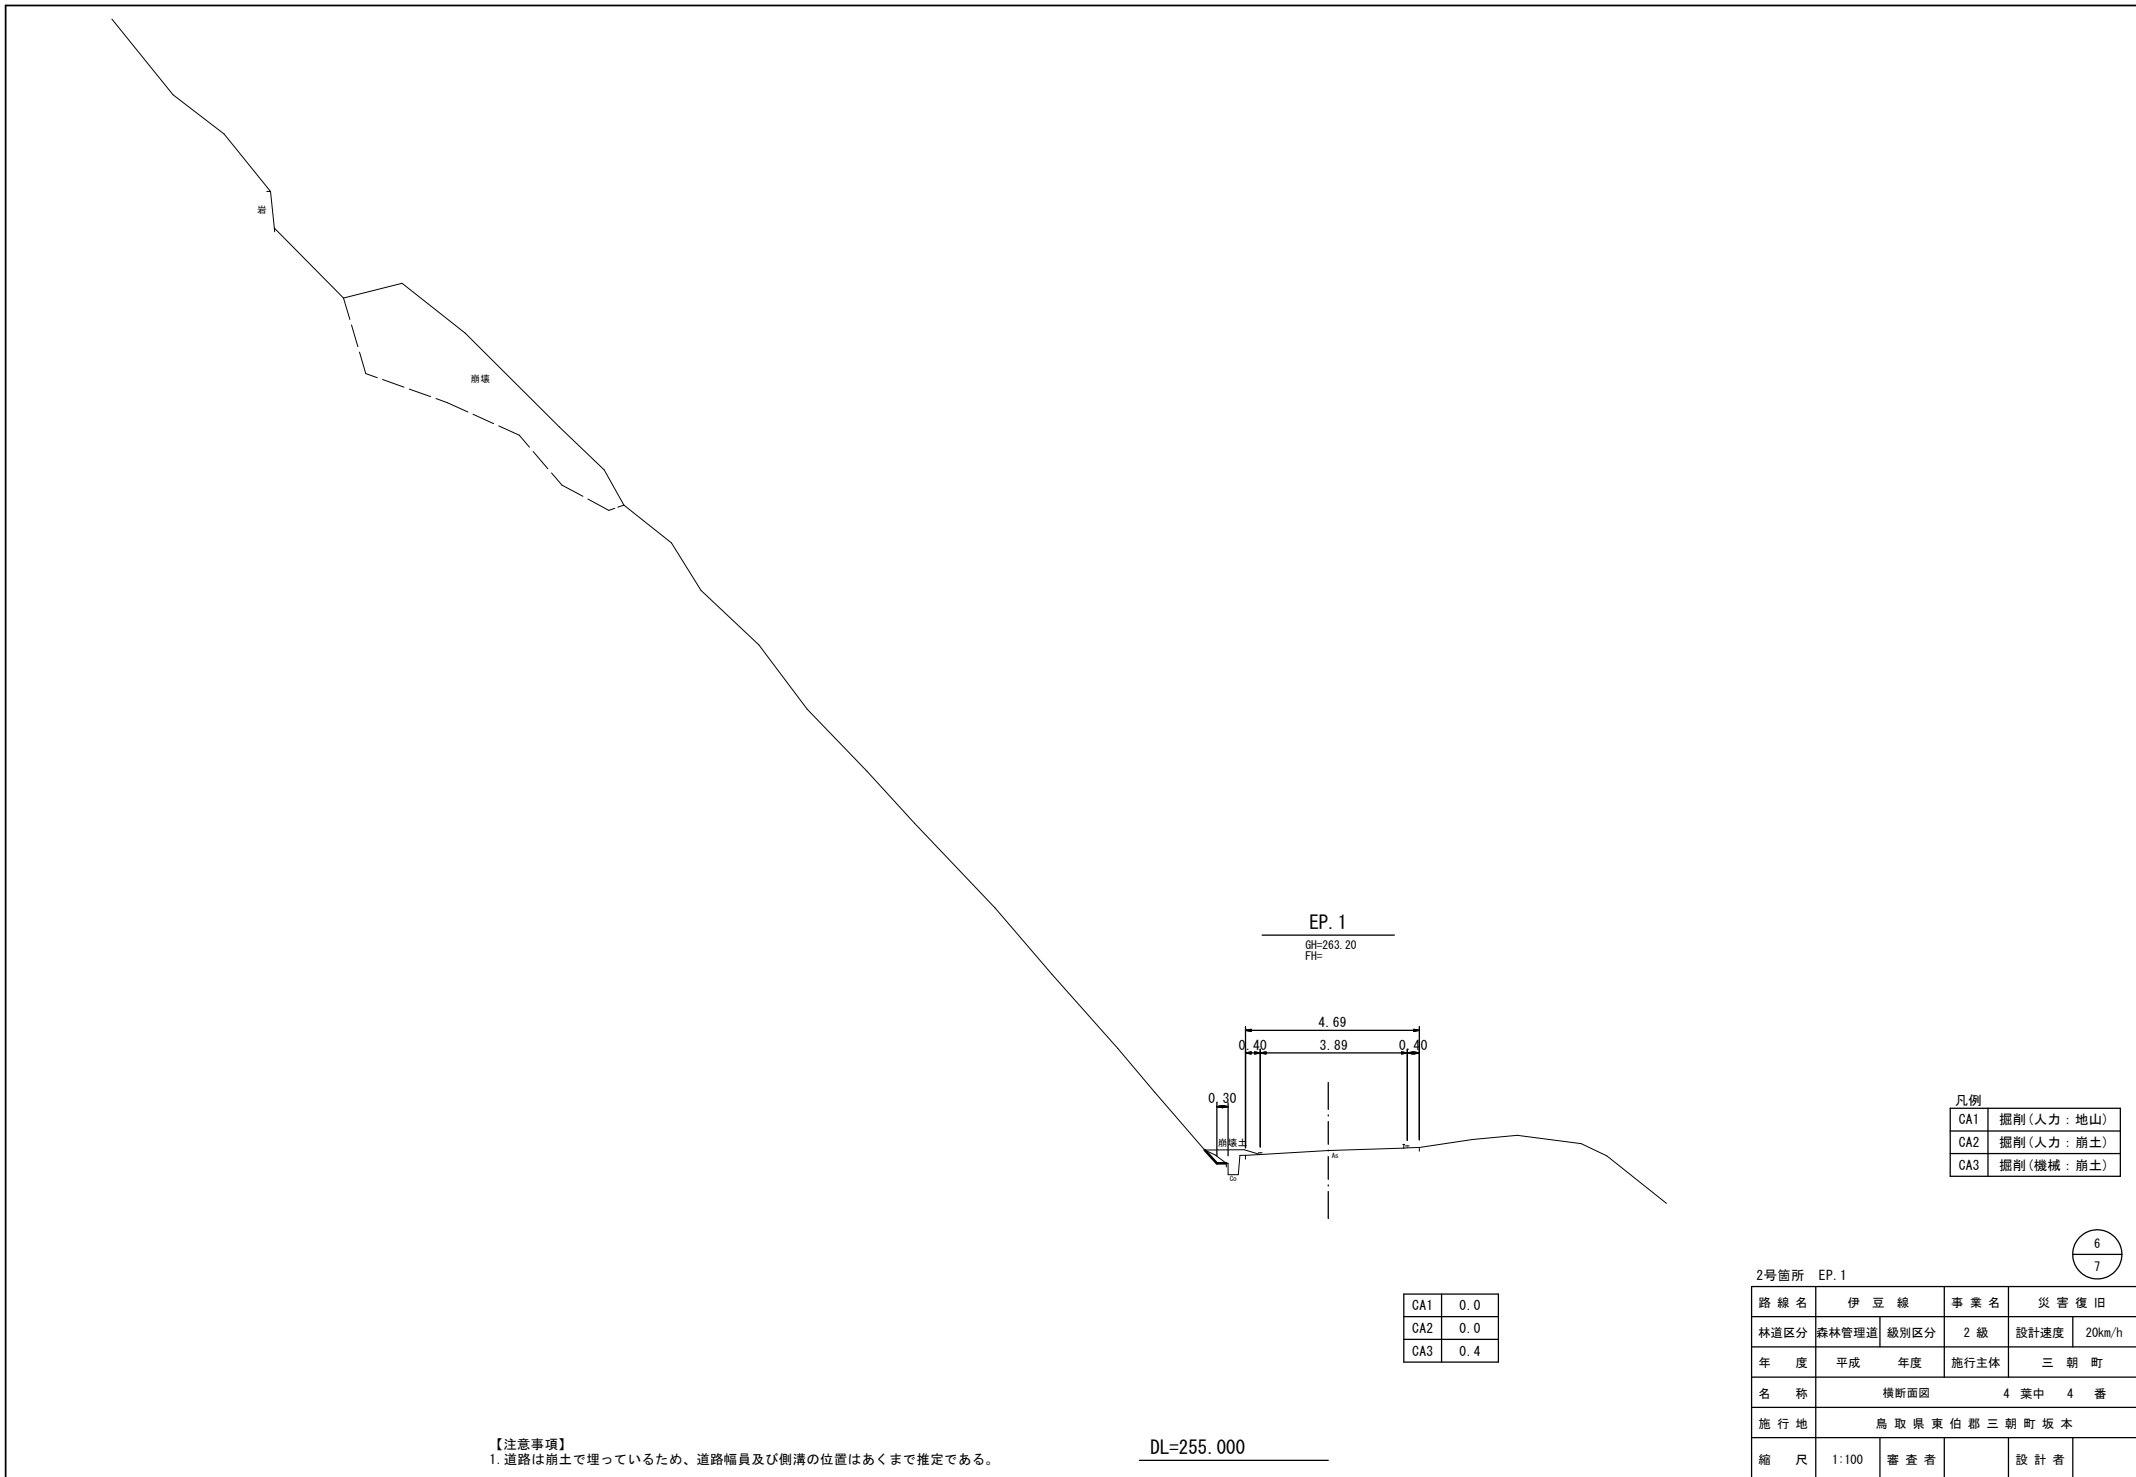 岩
崩壊
EP.1
GH=263.20
FH=
4.69
0.40 3.89 0.40
0.30
崩壊土
As
Co
凡例
CA1 掘削(人力:地山)
CA2 掘削(人力:崩土)
CA3 掘削(機械:崩土)
6
7
2号箇所 EP.1
路線名 伊豆線 事業名 災害復旧
林道区分 森林管理道 級別区分 2級 設計速度 20km/h
年度 平成 年度 施行主体 三朝町
名称 横断面図 4 葉中 4 番
施行地 鳥取県東伯郡三朝町坂本
縮尺 1:100 審査者 設計者
CA1 0.0
CA2 0.0
CA3 0.4
【注意事項】
1.道路は崩土で埋っているため、道路幅員及び側溝の位置はあくまで推定である。
DL=255.000